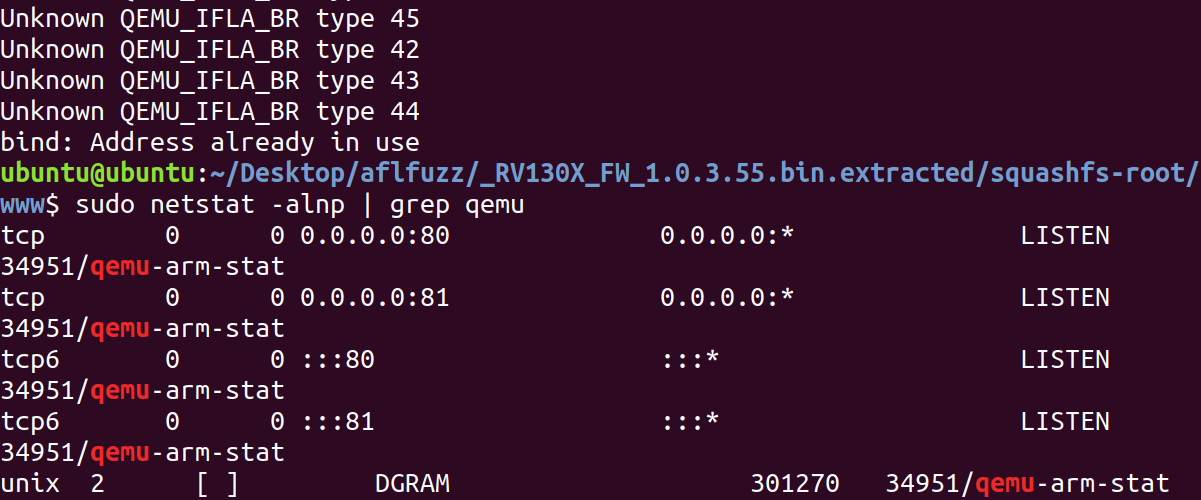 Unknown QEMU_IFLA_BR type 45
Unknown QEMU_IFLA_BR type 42
Unknown QEMU_IFLA_BR type 43
Unknown QEMU_IFLA_BR type 44
bind: Address already in use
ubuntu@ubuntu:~/Desktop/aflfuzz/_RV130X_FW_1.0.3.55.bin.extracted/squashfs-root/
www$ sudo netstat -alnp | grep qemu
tcp        0      0 0.0.0.0:80              0.0.0.0:*               LISTEN
34951/qemu-arm-stat
tcp        0      0 0.0.0.0:81              0.0.0.0:*               LISTEN
34951/qemu-arm-stat
tcp6       0      0 :::80                   :::*                    LISTEN
34951/qemu-arm-stat
tcp6       0      0 :::81                   :::*                    LISTEN
34951/qemu-arm-stat
unix  2      [ ]         DGRAM                    301270   34951/qemu-arm-stat